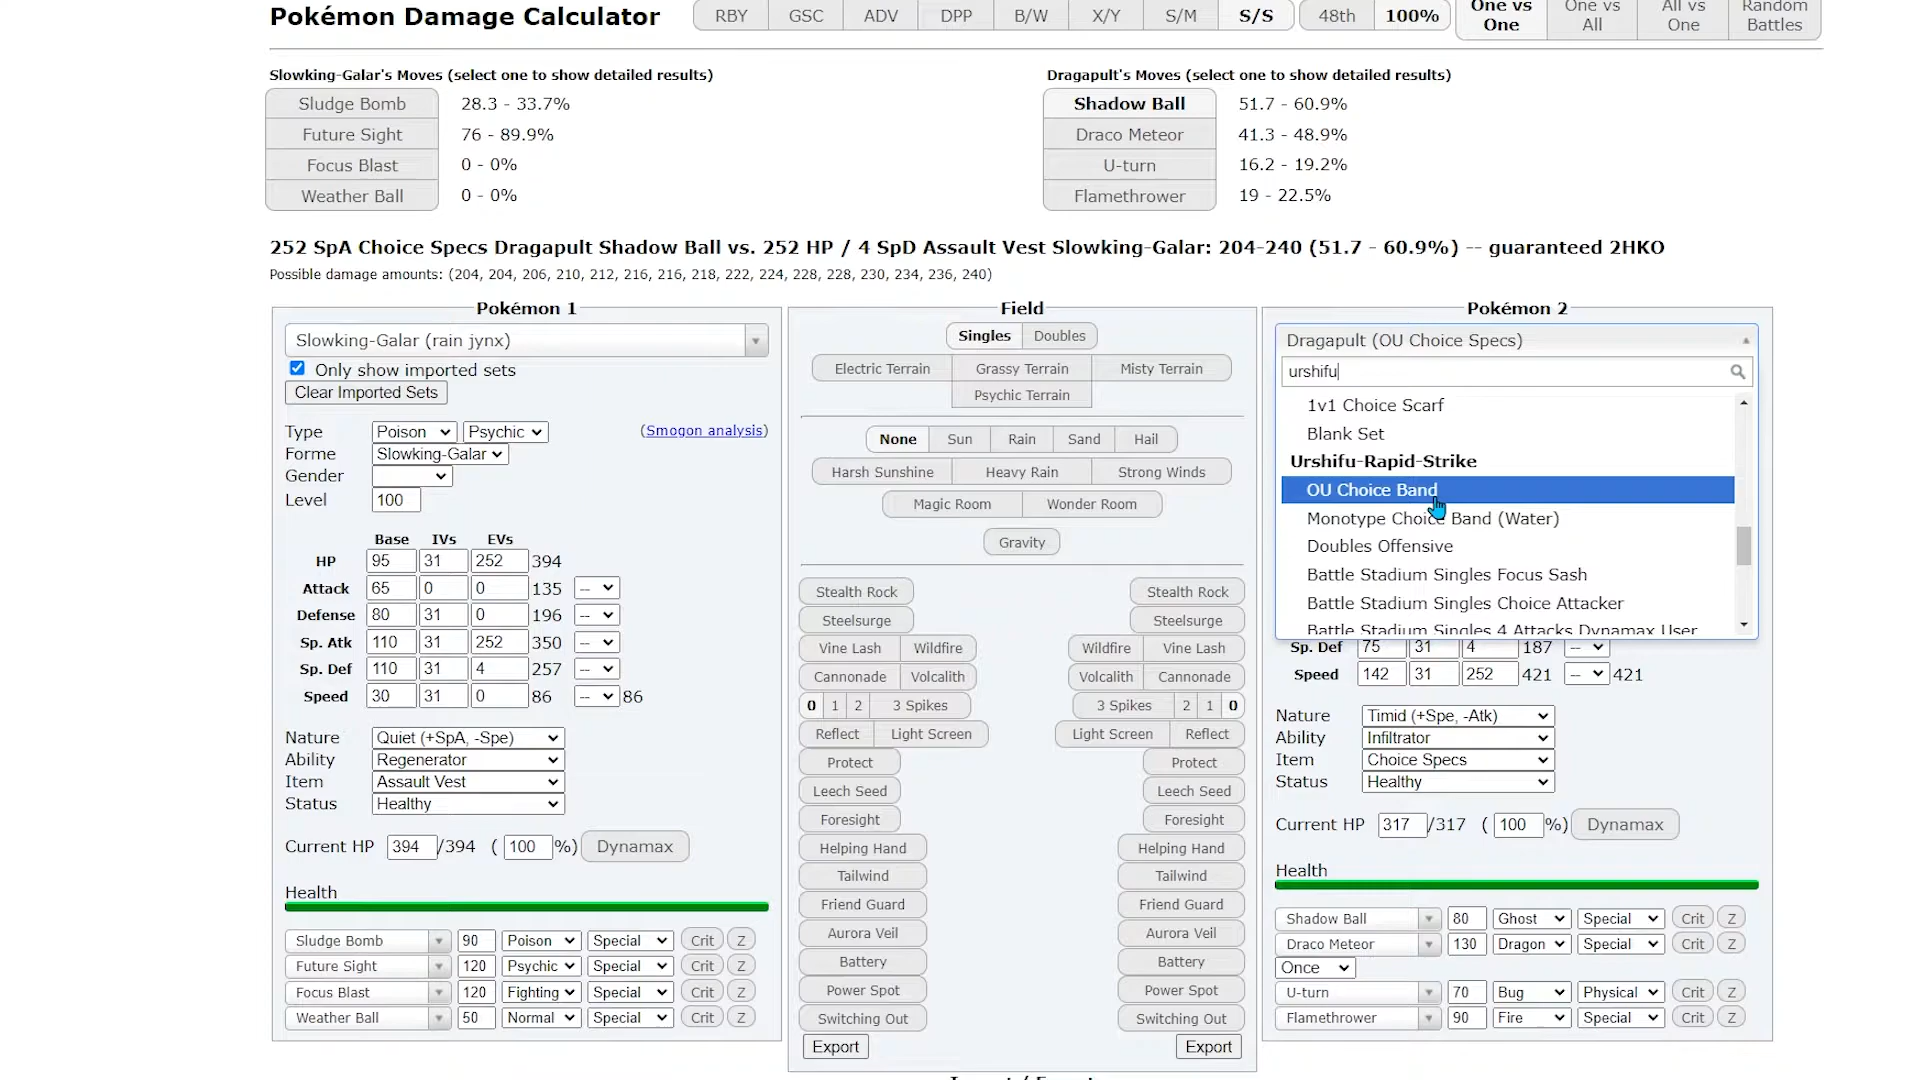 Pokémon Damage Calculator RBY GSC ADV DPP B/W X/Y S/M S/S 48th 100% One vs One One vs All All vs One Random Battles
Slowking-Galar's Moves (select one to show detailed results)
Sludge Bomb 28.3 - 33.7%
Future Sight 76 - 89.9%
Focus Blast 0 - 0%
Weather Ball 0 - 0%
Dragapult's Moves (select one to show detailed results)
Shadow Ball 51.7 - 60.9%
Draco Meteor 41.3 - 48.9%
U-turn 16.2 - 19.2%
Flamethrower 19 - 22.5%
252 SpA Choice Specs Dragapult Shadow Ball vs. 252 HP / 4 SpD Assault Vest Slowking-Galar: 204-240 (51.7 - 60.9%) -- guaranteed 2HKO
Possible damage amounts: (204, 204, 206, 210, 212, 216, 216, 218, 222, 224, 228, 228, 230, 234, 236, 240)
Pokémon 1
Slowking-Galar (rain jynx)
Only show imported sets
Clear Imported Sets
Type Poison Psychic (Smogon analysis)
Forme Slowking-Galar
Gender
Level 100
Base IVs EVs
HP 95 31 252 394
Attack 65 0 0 135 --
Defense 80 31 0 196 --
Sp. Atk 110 31 252 350 --
Sp. Def 110 31 4 257 --
Speed 30 31 0 86 -- 86
Nature Quiet (+SpA, -Spe)
Ability Regenerator
Item Assault Vest
Status Healthy
Current HP 394 /394 ( 100 %) Dynamax
Health
Sludge Bomb 90 Poison Special Crit Z
Future Sight 120 Psychic Special Crit Z
Focus Blast 120 Fighting Special Crit Z
Weather Ball 50 Normal Special Crit Z
Field
Singles Doubles
Electric Terrain Grassy Terrain Misty Terrain
Psychic Terrain
None Sun Rain Sand Hail
Harsh Sunshine Heavy Rain Strong Winds
Magic Room Wonder Room
Gravity
Stealth Rock Stealth Rock
Steelsurge Steelsurge
Vine Lash Wildfire Wildfire Vine Lash
Cannonade Volcalith Volcalith Cannonade
0 1 2 3 Spikes 3 Spikes 2 1 0
Reflect Light Screen Light Screen Reflect
Protect Protect
Leech Seed Leech Seed
Foresight Foresight
Helping Hand Helping Hand
Tailwind Tailwind
Friend Guard Friend Guard
Aurora Veil Aurora Veil
Battery Battery
Power Spot Power Spot
Switching Out Switching Out
Export Export
Pokémon 2
Dragapult (OU Choice Specs)
urshifu
1v1 Choice Scarf
Blank Set
Urshifu-Rapid-Strike
OU Choice Band
Monotype Choice Band (Water)
Doubles Offensive
Battle Stadium Singles Focus Sash
Battle Stadium Singles Choice Attacker
Battle Stadium Singles 4 Attacks Dynamax User
Sp. Def 75 31 4 187 --
Speed 142 31 252 421 -- 421
Nature Timid (+Spe, -Atk)
Ability Infiltrator
Item Choice Specs
Status Healthy
Current HP 317 /317 ( 100 %) Dynamax
Health
Shadow Ball 80 Ghost Special Crit Z
Draco Meteor 130 Dragon Special Crit Z
Once
U-turn 70 Bug Physical Crit Z
Flamethrower 90 Fire Special Crit Z